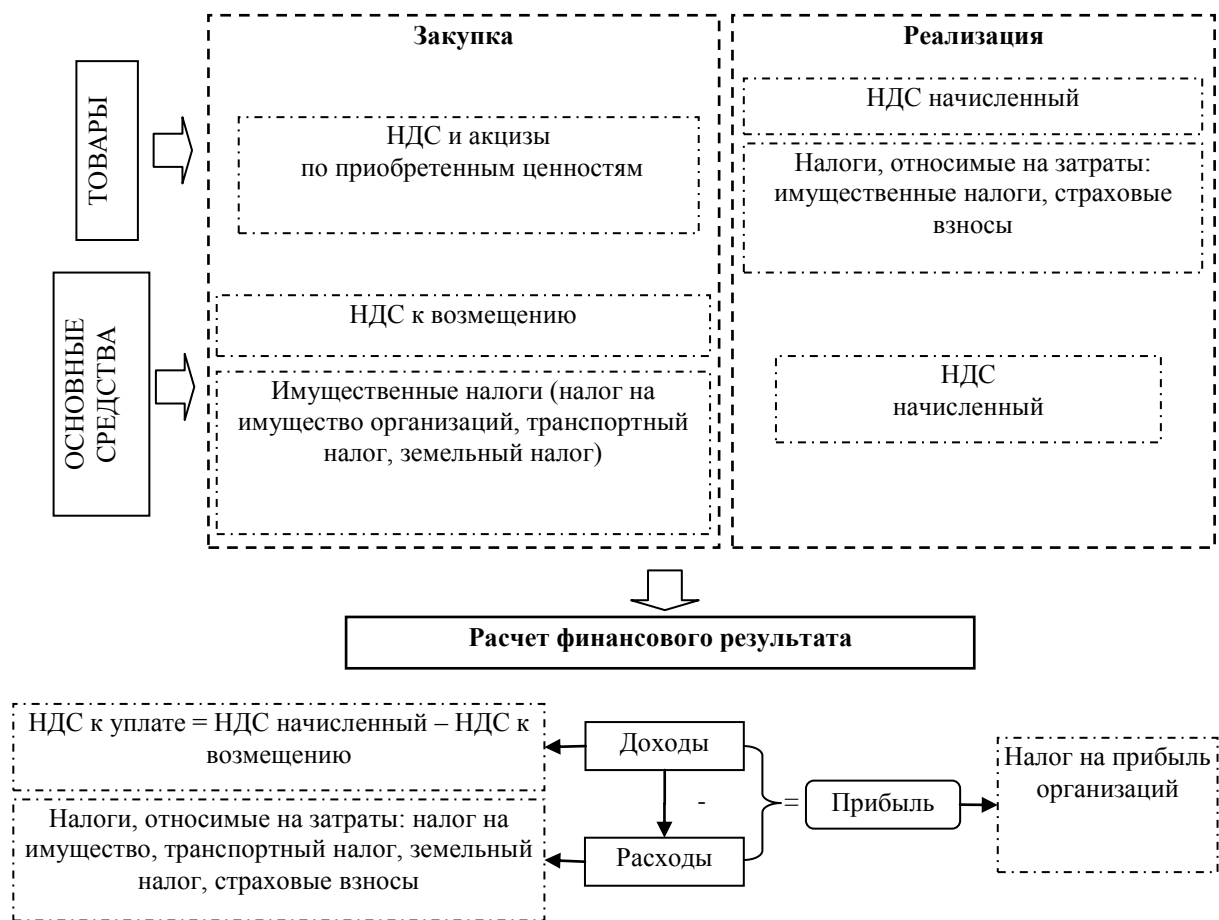 Закупка
Реализация
ТОВАРЫ
НДС и акцизы
по приобретенным ценностям
НДС начисленный
Налоги, относимые на затраты:
имущественные налоги, страховые
взносы
ОСНОВНЫЕ
СРЕДСТВА
НДС к возмещению
Имущественные налоги (налог на
имущество организаций, транспортный
налог, земельный налог)
НДС
начисленный
Расчет финансового результата
НДС к уплате = НДС начисленный – НДС к
возмещению
Налоги, относимые на затраты: налог на
имущество, транспортный налог, земельный
налог, страховые взносы
Доходы
-
Расходы
=
Прибыль
Налог на прибыль
организаций